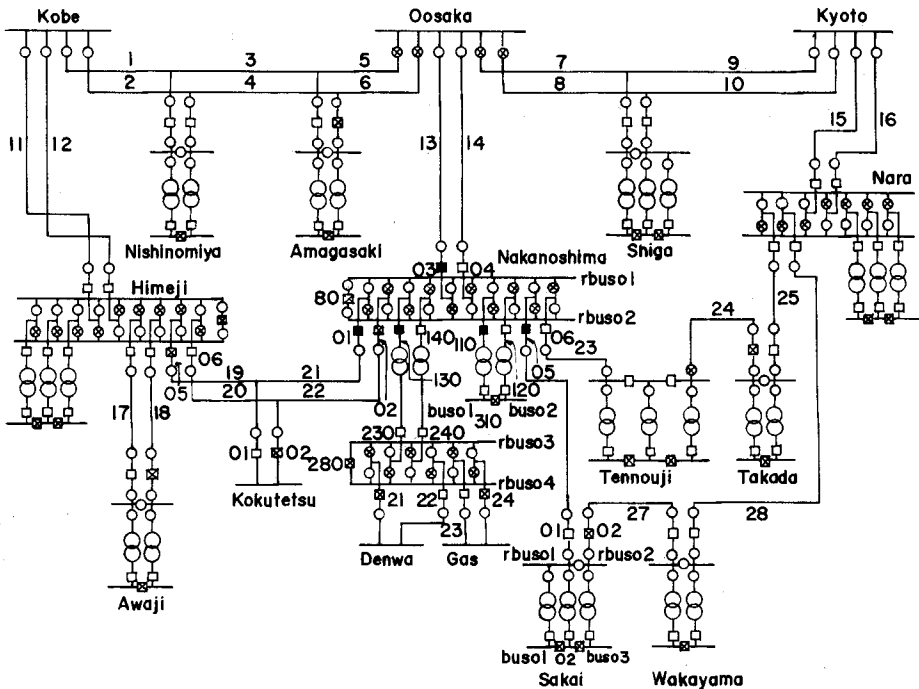 Kobe Oosaka Kyoto
1 3 5 7 9
2 4 6 8 10
11 12 13 14 15 16
Nara
Nishinomiya Amagasaki Shiga
Nakanoshima
03 04 rbuso1
Himeji 80
rbuso2
01 140 110 06 23
24 25
06 05
19 21
20 22
02 130 05
120
buso1 310 buso2
17 18
230 240 rbuso3
01 02 280
rbuso4
Kokutetsu
21 22 24
23
Tennouji Takada
27 28
Denwa Gas
01 02
rbuso1 rbuso2
Awaji
buso1 02 buso3
Sakai Wakayama